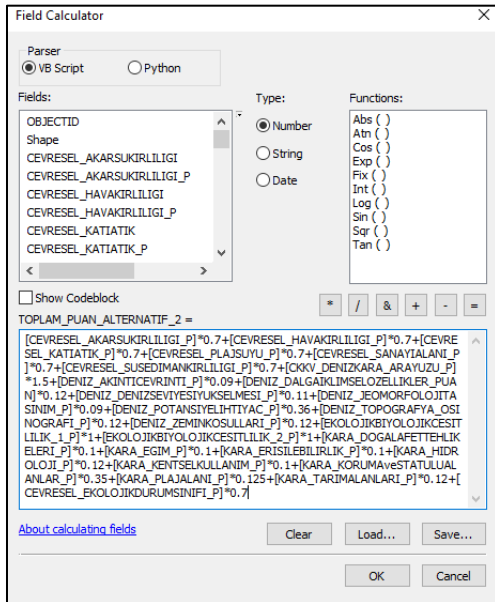 Field Calculator
Parser
VB Script
Python
Fields:
Type:
Functions:
OBJECTID
Shape
CEVRESEL_AKARSUKIRLILIGI
CEVRESEL_AKARSUKIRLILIGI_P
CEVRESEL_HAVAKIRLILIGI
CEVRESEL_HAVAKIRLILIGI_P
CEVRESEL_KATIATIK
CEVRESEL_KATIATIK_P
Number
String
Date
Abs ( )
Atn ( )
Cos ( )
Exp ( )
Fix ( )
Int ( )
Log ( )
Sin ( )
Sqr ( )
Tan ( )
Show Codeblock
* / & + - =
TOPLAM_PUAN_ALTERNATIF_2 =
[CEVRESEL_AKARSUKIRLILIGI_P]*0.7+[CEVRESEL_HAVAKIRLILIGI_P]*0.7+[CEVRE
SEL_KATIATIK_P]*0.7+[CEVRESEL_PLAJSUYU_P]*0.7+[CEVRESEL_SANAYIALANI_P
]*0.7+[CEVRESEL_SUSEDIMANKIRLILIGI_P]*0.7+[CKKV_DENIZKARA_ARAYUZU_P]
*1.5+[DENIZ_AKINTICEVRINTI_P]*0.09+[DENIZ_DALGAIKLIMSELOZELLIKLER_PUA
N]*0.12+[DENIZ_DENIZSEVIYESIYUKSELMESI_P]*0.11+[DENIZ_JEOMORFOLOJITA
SINIM_P]*0.09+[DENIZ_POTANSIYELIHTIYAC_P]*0.36+[DENIZ_TOPOGRAFYA_OSI
NOGRAFI_P]*0.12+[DENIZ_ZEMINKOSULLARI_P]*0.12+[EKOLOJIKBIYOLOJIKCESIT
LILIK_1_P]*1+[EKOLOJIKBIYOLOJIKCESITLILIK_2_P]*1+[KARA_DOGALAFETTEHLIK
ELERI_P]*0.1+[KARA_EGIM_P]*0.1+[KARA_ERISILEBILIRLIK_P]*0.1+[KARA_HIDR
OLOJI_P]*0.12+[KARA_KENTSELKULLANIM_P]*0.1+[KARA_KORUMAveSTATULUAL
ANLAR_P]*0.35+[KARA_PLAJALANI_P]*0.125+[KARA_TARIMALANLARI_P]*0.12+[
CEVRESEL_EKOLOJIKDURUMSINIFI_P]*0.7
About calculating fields
Clear
Load...
Save...
OK
Cancel